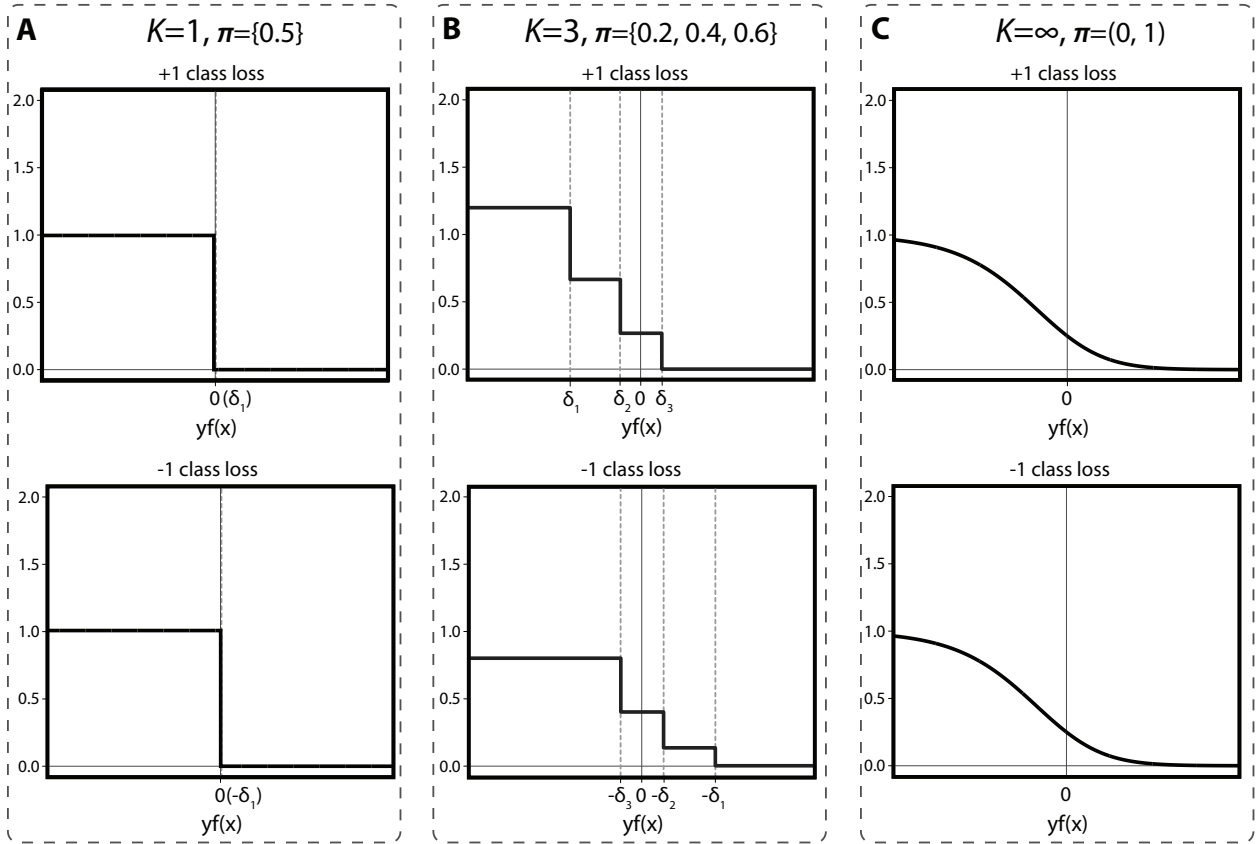 A
K=1, π={0.5}
+1 class loss
2.0
1.5
1.0
0.5
0.0
0(δ₁)
yf(x)
-1 class loss
2.0
1.5
1.0
0.5
0.0
0(-δ₁)
yf(x)
B
K=3, π={0.2, 0.4, 0.6}
+1 class loss
2.0
1.5
1.0
0.5
0.0
δ₁ δ₂ 0 δ₃
yf(x)
-1 class loss
2.0
1.5
1.0
0.5
0.0
-δ₃ 0 -δ₂ -δ₁
yf(x)
C
K=∞, π=(0, 1)
+1 class loss
2.0
1.5
1.0
0.5
0.0
0
yf(x)
-1 class loss
2.0
1.5
1.0
0.5
0.0
0
yf(x)